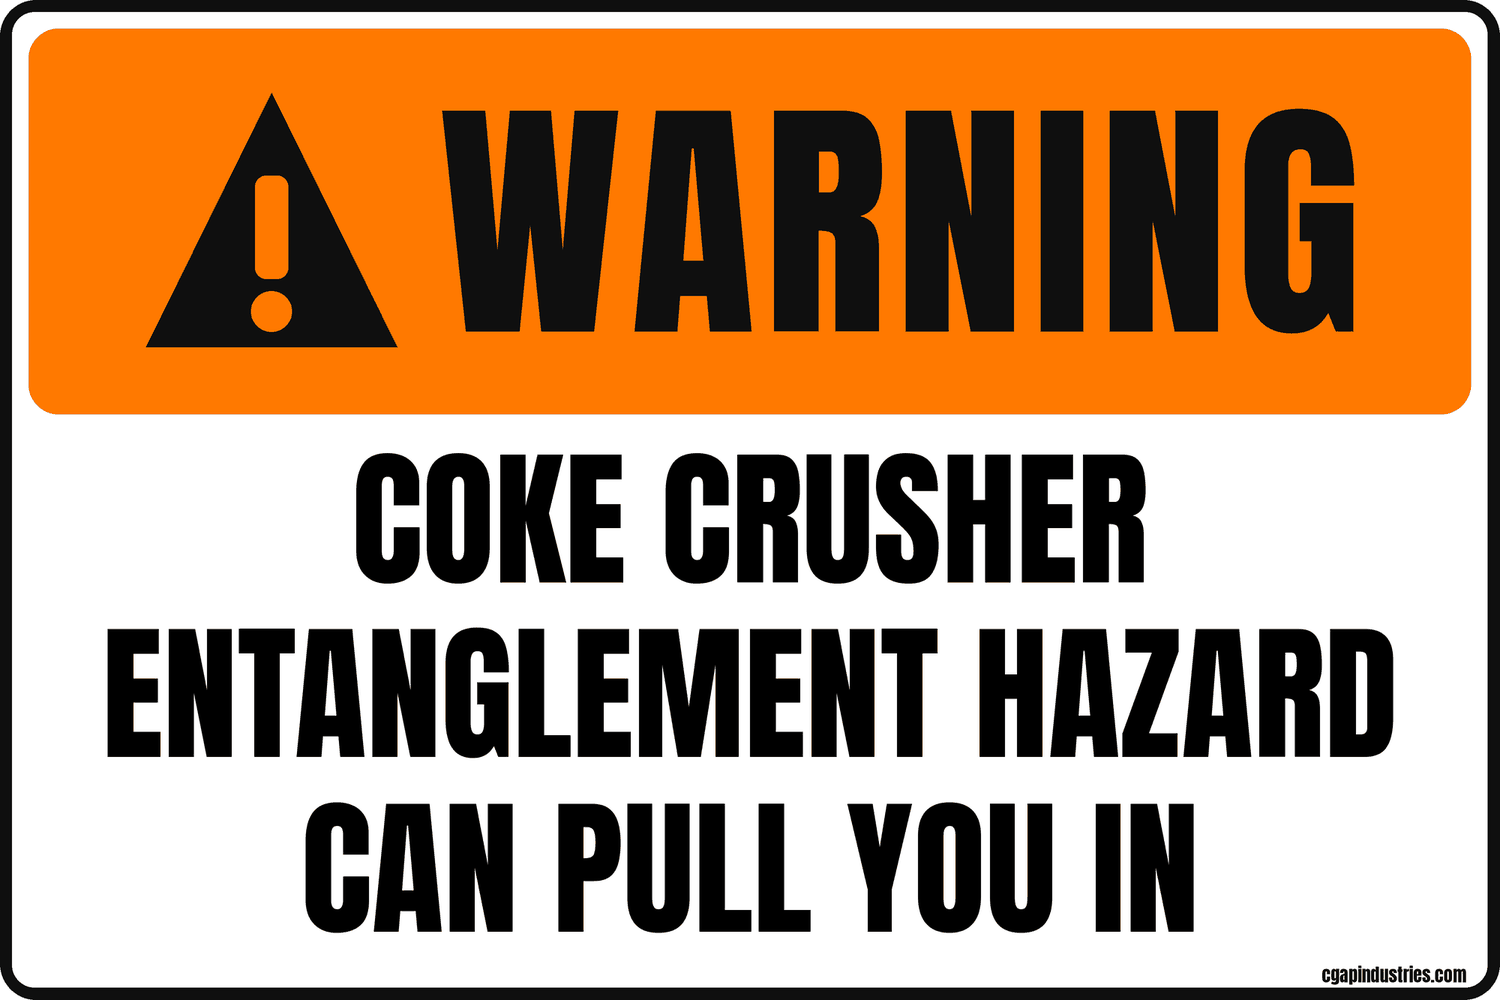 WARNING
COKE CRUSHER
ENTANGLEMENT HAZARD
CAN PULL YOU IN
cgapindustries.com